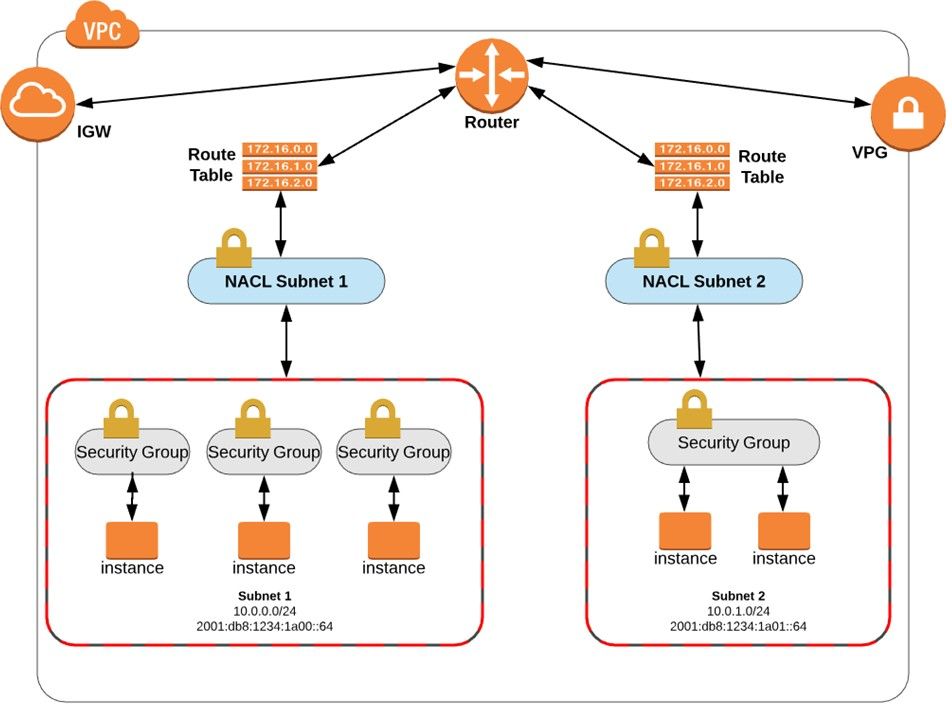 VPC
IGW
Router
VPG
Route
Table
172.16.0.0
172.16.1.0
172.16.2.0
172.16.0.0
172.16.1.0
172.16.2.0
Route
Table
NACL Subnet 1
NACL Subnet 2
Security Group
Security Group
Security Group
Security Group
instance
instance
instance
instance
instance
Subnet 1
10.0.0.0/24
2001:db8:1234:1a00::64
Subnet 2
10.0.1.0/24
2001:db8:1234:1a01::64